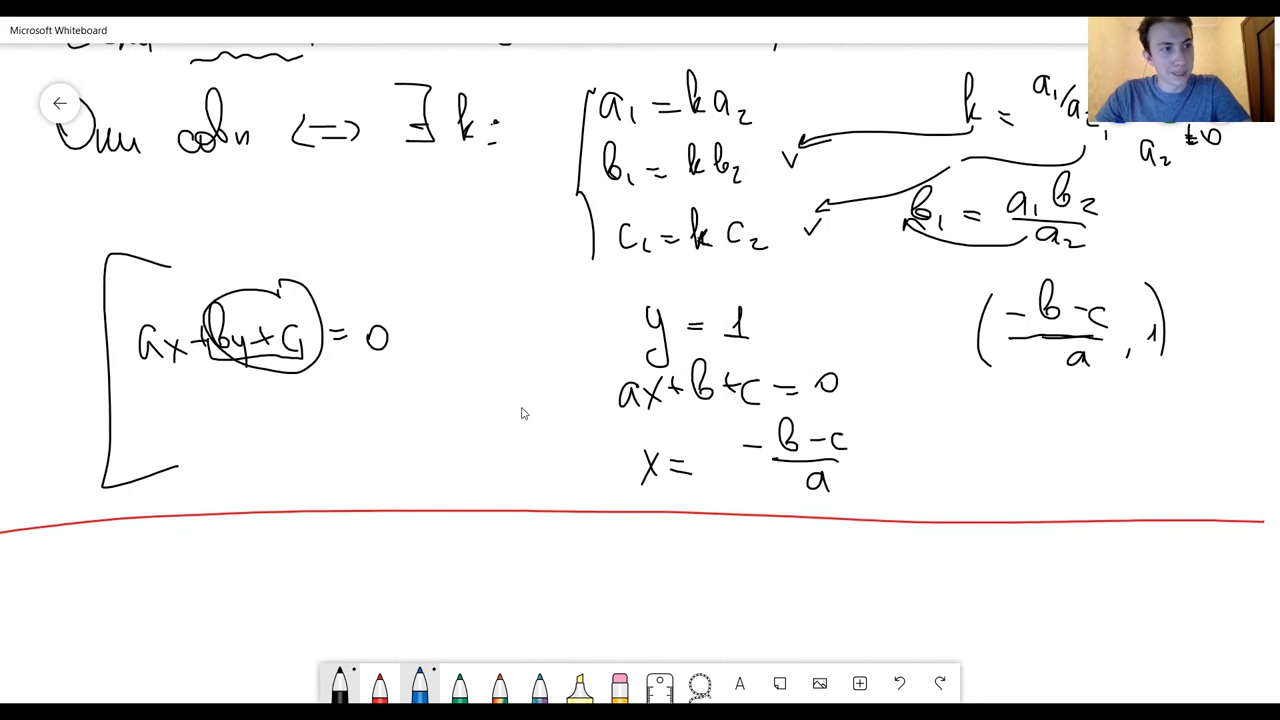 Microsoft Whiteboard
Они совп <=> ∃ k:
a₁ = k a₂
b₁ = k b₂
c₁ = k c₂
k = a₁/a₂,
a₂ ≠ 0
b₁ = a₁ b₂ / a₂
ax + by + c = 0
y = 1
ax + b + c = 0
x = (-b - c) / a
((-b - c) / a, 1)
A